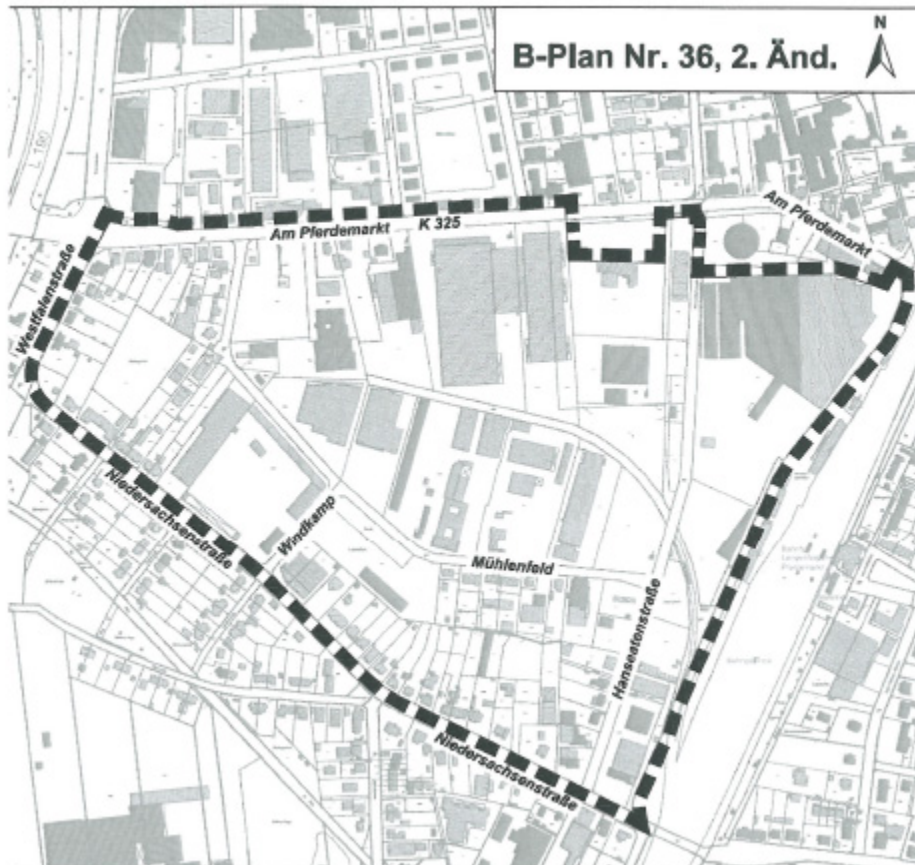 N
B-Plan Nr. 36, 2. Änd.
Am Pferdemarkt
Am Pferdemarkt K 325
Westfalenstraße
Niedersachsenstraße
Windkamp
Mühlenfeld
Hanseatenstraße
Niedersachsenstraße